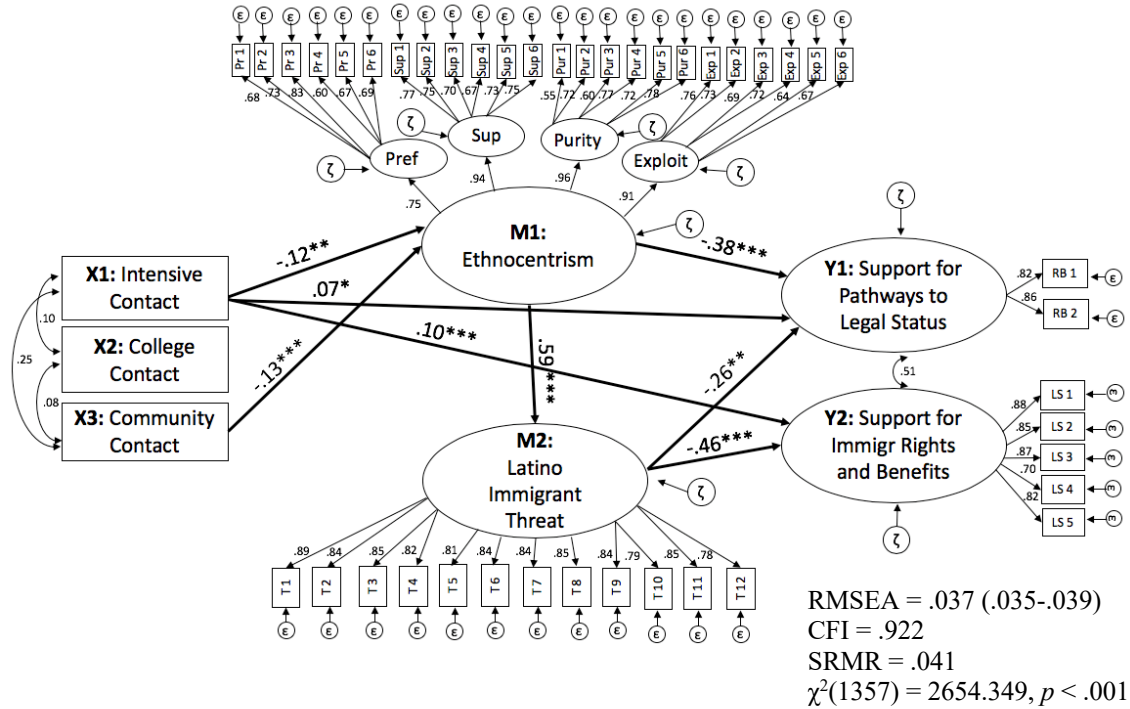 ε ε ε ε ε ε ε ε ε ε ε ε ε ε ε ε ε ε ε ε ε ε ε ε
Pr 1 Pr 2 Pr 3 Pr 4 Pr 5 Pr 6 Sup 1 Sup 2 Sup 3 Sup 4 Sup 5 Sup 6 Pur 1 Pur 2 Pur 3 Pur 4 Pur 5 Pur 6 Exp 1 Exp 2 Exp 3 Exp 4 Exp 5 Exp 6
.68 .73 .83 .60 .67 .69 .77 .75 .70 .67 .73 .75 .55 .72 .60 .77 .72 .78 .76 .73 .69 .72 .64 .67
ζ Sup Purity ζ
ζ Pref Exploit ζ
.75 .94 .96 .91
M1:
Ethnocentrism
ζ
ζ
-.12**
-.38***
.07*
.10***
-.13***
.59***
-.26**
-.46***
X1: Intensive
Contact
X2: College
Contact
X3: Community
Contact
.10
.25
.08
Y1: Support for
Pathways to
Legal Status
.82 RB 1 ε
.86 RB 2 ε
.51
Y2: Support for
Immigr Rights
and Benefits
.88 LS 1 ε
.85 LS 2 ε
.87 LS 3 ε
.70 LS 4 ε
.82 LS 5 ε
ζ
M2:
Latino
Immigrant
Threat
ζ
.89 .84 .85 .82 .81 .84 .84 .85 .84 .79 .85 .78
T1 T2 T3 T4 T5 T6 T7 T8 T9 T10 T11 T12
ε ε ε ε ε ε ε ε ε ε ε ε
RMSEA = .037 (.035-.039)
CFI = .922
SRMR = .041
χ²(1357) = 2654.349, p < .001